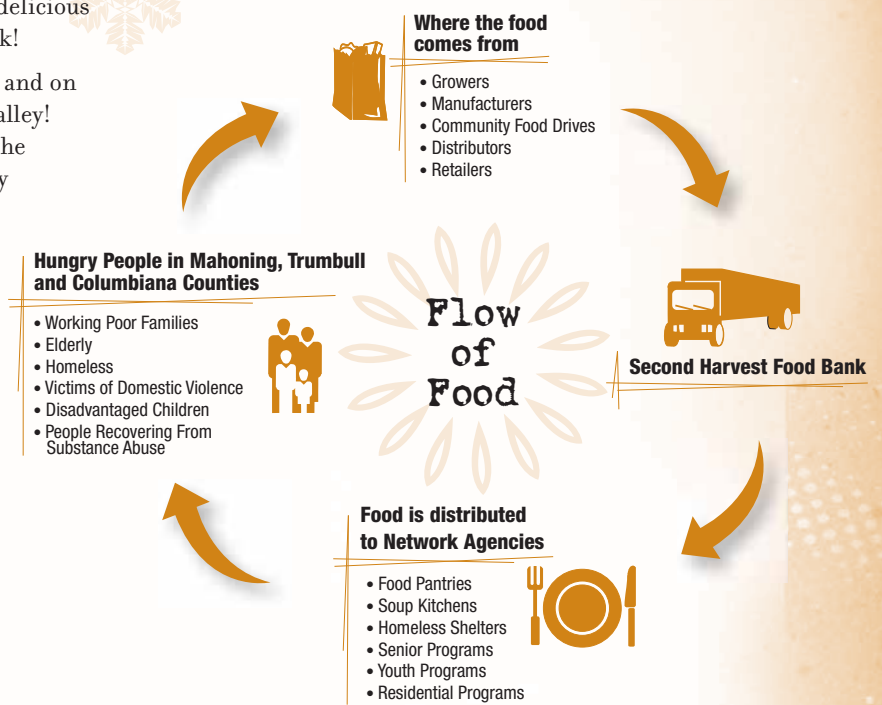 delicious
k!
and on
alley!
he
y
Where the food
comes from
• Growers
• Manufacturers
• Community Food Drives
• Distributors
• Retailers
Second Harvest Food Bank
Food is distributed
to Network Agencies
• Food Pantries
• Soup Kitchens
• Homeless Shelters
• Senior Programs
• Youth Programs
• Residential Programs
Hungry People in Mahoning, Trumbull
and Columbiana Counties
• Working Poor Families
• Elderly
• Homeless
• Victims of Domestic Violence
• Disadvantaged Children
• People Recovering From
Substance Abuse
Flow
of
Food